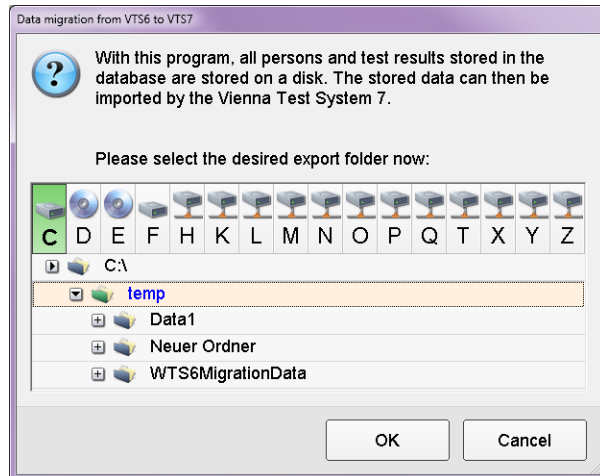 Data migration from VTS6 to VTS7
With this program, all persons and test results stored in the
database are stored on a disk. The stored data can then be
imported by the Vienna Test System 7.
Please select the desired export folder now:
C D E F H K L M N O P Q T X Y Z
C:\
temp
Data1
Neuer Ordner
WTS6MigrationData
OK Cancel